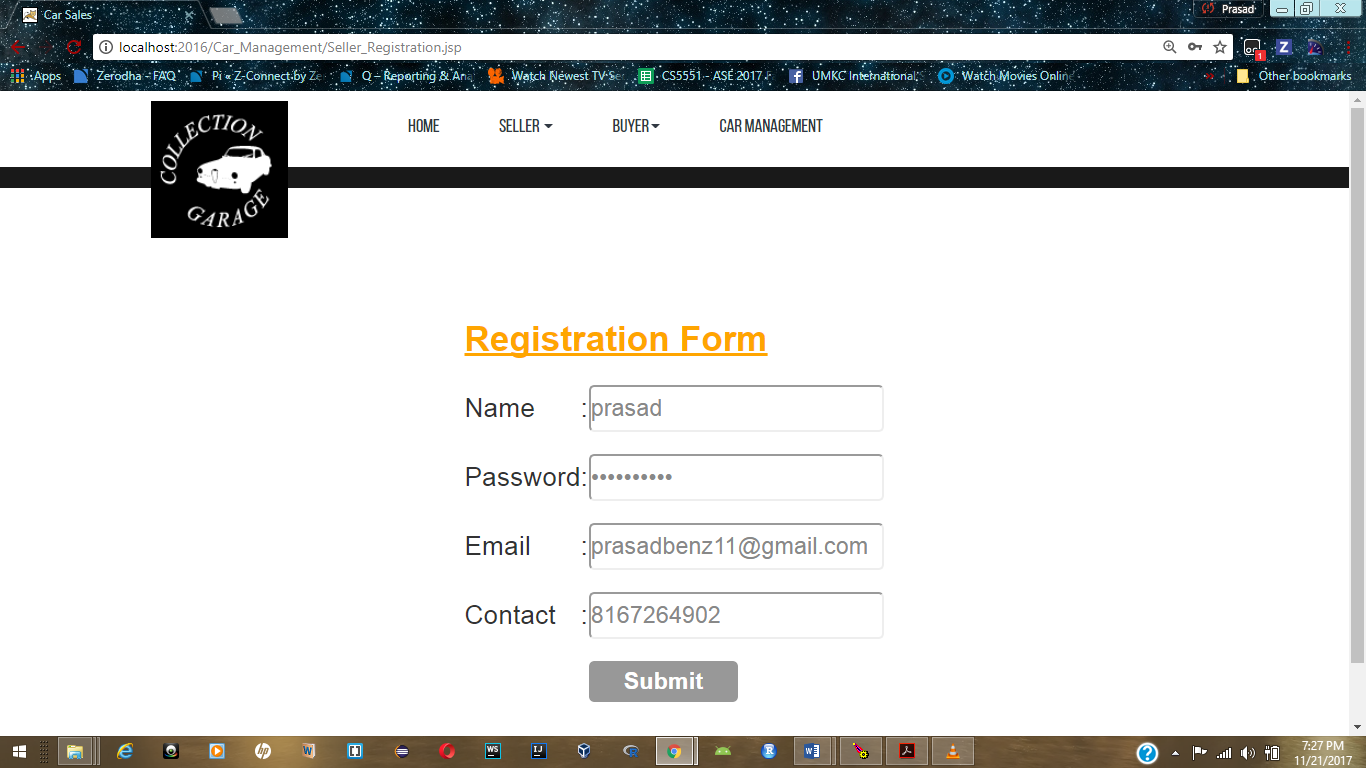 Car Sales
Prasad
localhost:2016/Car_Management/Seller_Registration.jsp
Apps Zerodha - FAQ Pi « Z-Connect by Ze Q – Reporting & An Watch Newest TV Se CS5551 - ASE 2017 F UMKC International Watch Movies Online Other bookmarks
COLLECTION
GARAGE
HOME SELLER BUYER CAR MANAGEMENT
Registration Form
Name :prasad
Password:••••••••••
Email :prasadbenz11@gmail.com
Contact :8167264902
Submit
7:27 PM
11/21/2017